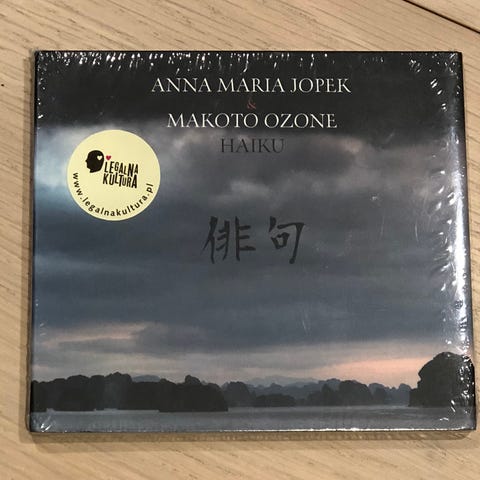 ANNA MARIA JOPEK
&
MAKOTO OZONE
HAIKU
LEGALNA
KULTURA
www.legalnakultura.pl
俳句